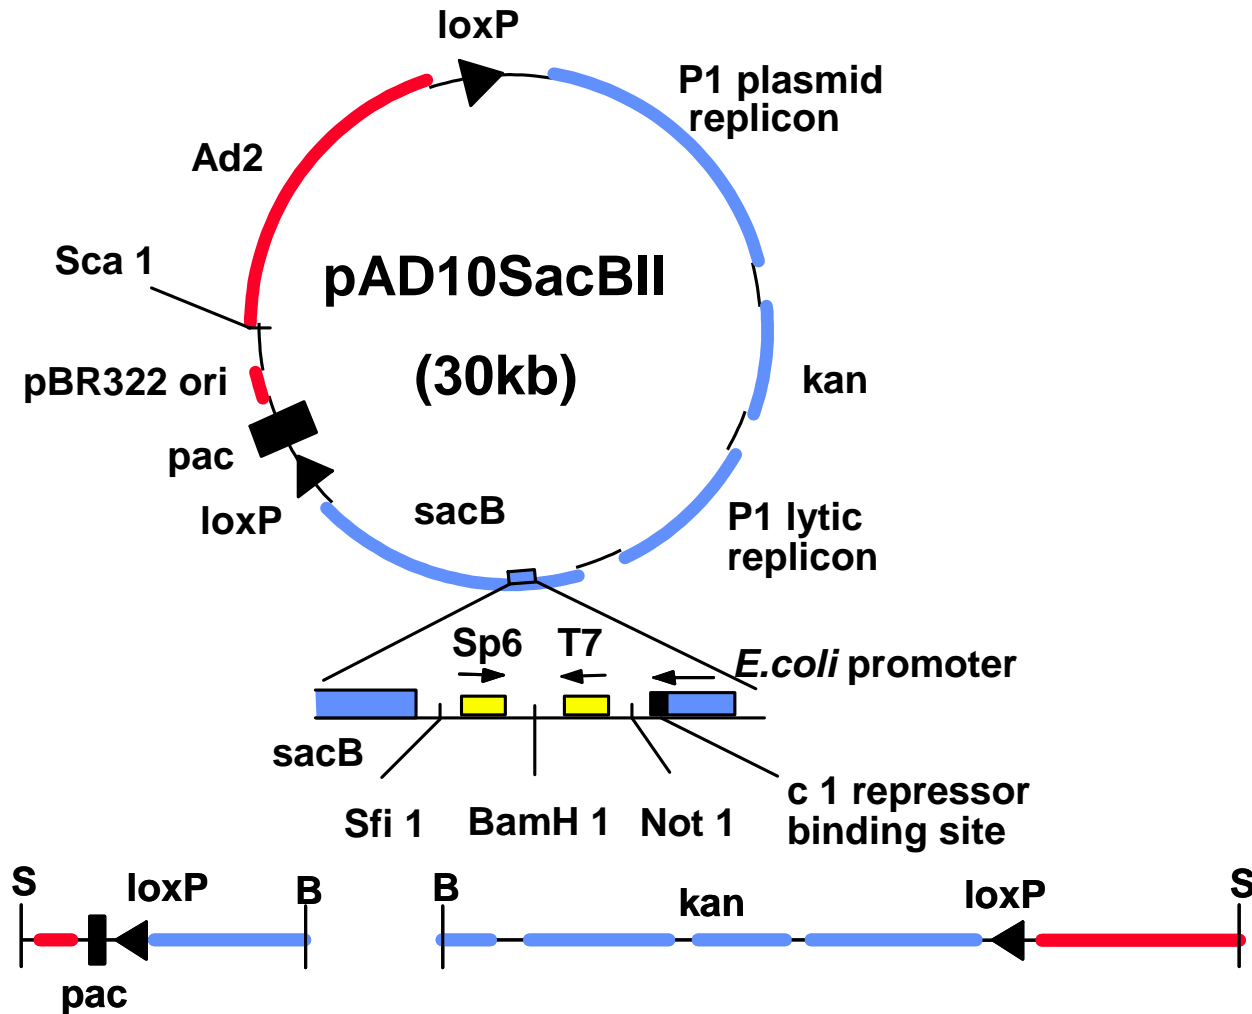 loxP
P1 plasmid
replicon
Ad2
Sca 1
pAD10SacBII
(30kb)
pBR322 ori
kan
pac
loxP
sacB
P1 lytic
replicon
Sp6
T7
E.coli promoter
sacB
c 1 repressor
binding site
Sfi 1
BamH 1
Not 1
S
loxP
B
B
kan
loxP
S
pac